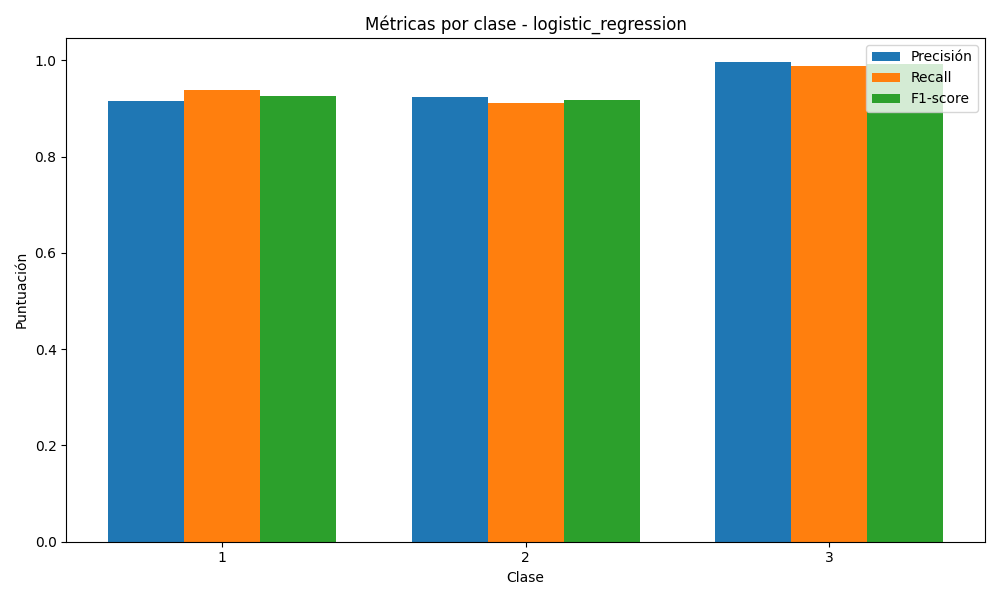 Métricas por clase - logistic_regression
Precisión
Recall
F1-score
Puntuación
1.0
0.8
0.6
0.4
0.2
0.0
1
2
3
Clase